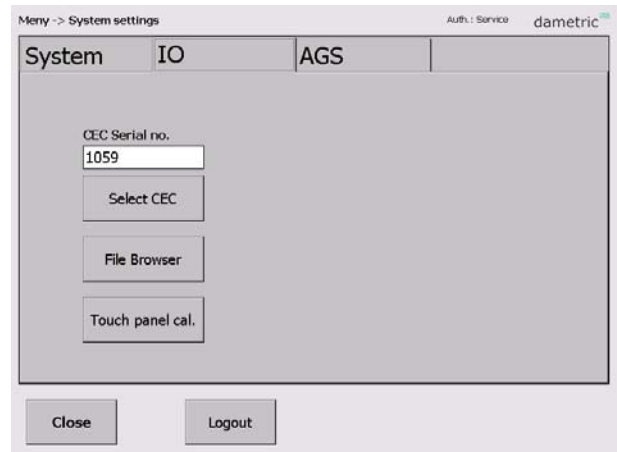 Meny -> System settings Auth.: Service dametric
System IO AGS
CEC Serial no.
1059
Select CEC
File Browser
Touch panel cal.
Close Logout